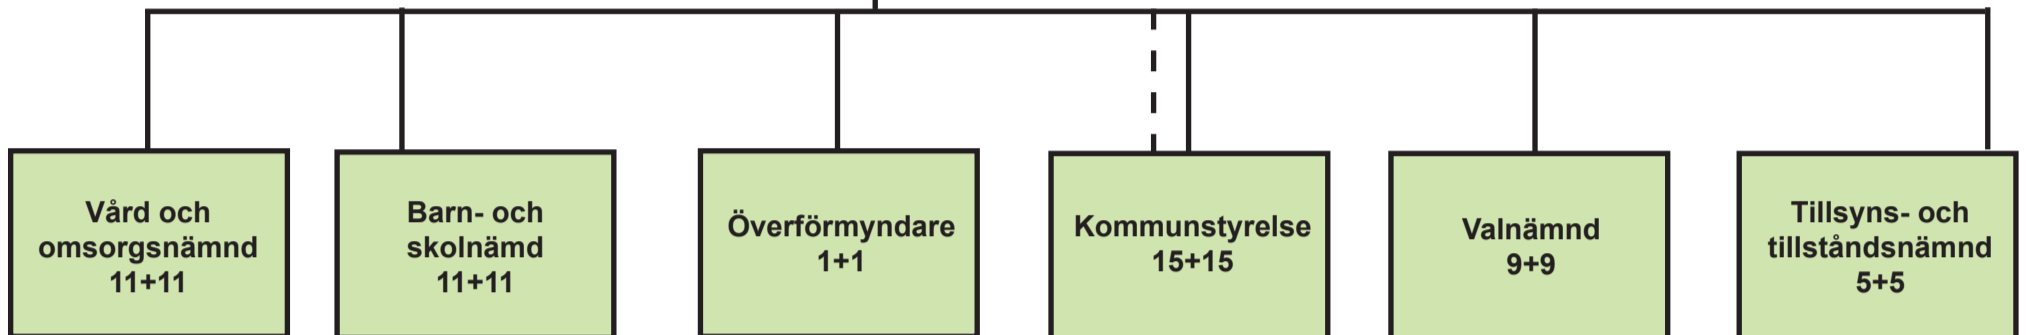 Vård och
omsorgsnämnd
11+11
Barn- och
skolnämd
11+11
Överförmyndare
1+1
Kommunstyrelse
15+15
Valnämnd
9+9
Tillsyns- och
tillståndsnämnd
5+5